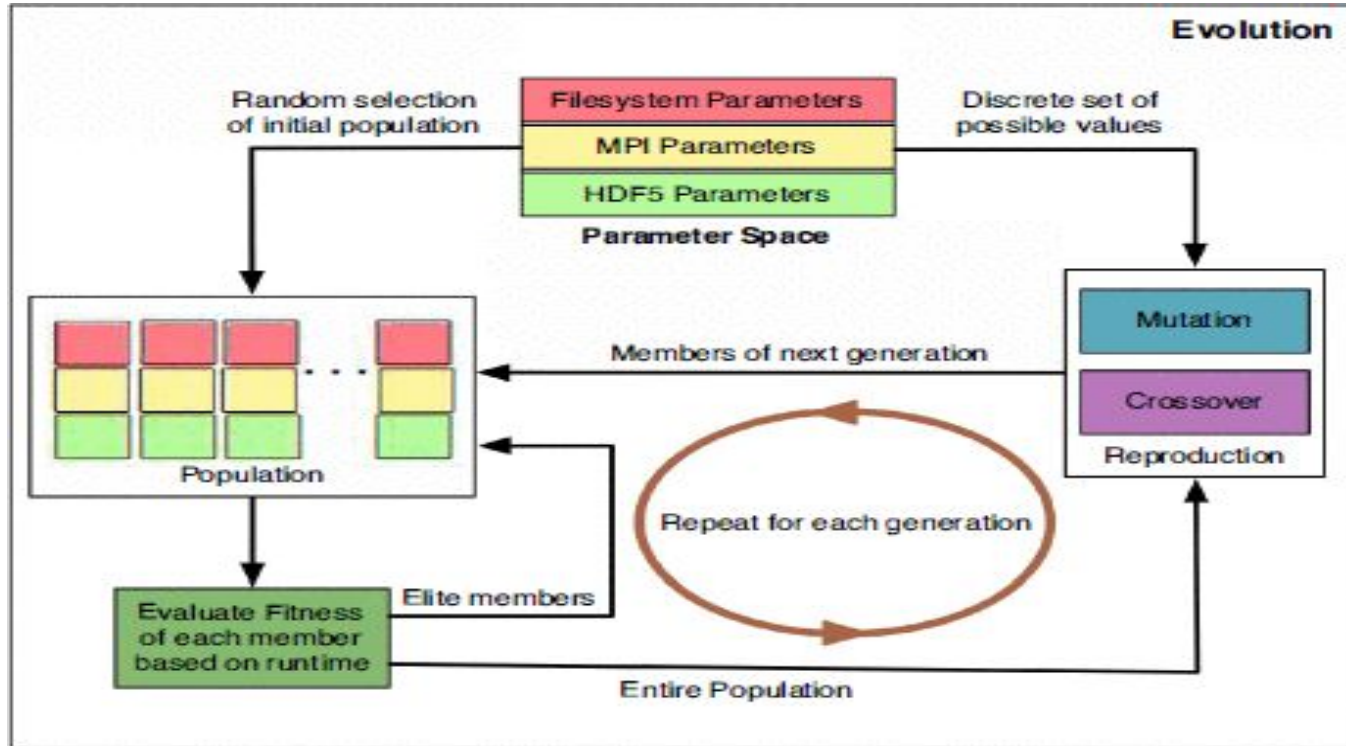 Evolution
Random selection
of initial population
Filesystem Parameters
MPI Parameters
HDF5 Parameters
Parameter Space
Discrete set of
possible values
Mutation
Crossover
Reproduction
Members of next generation
. . .
Population
Repeat for each generation
Evaluate Fitness
of each member
based on runtime
Elite members
Entire Population